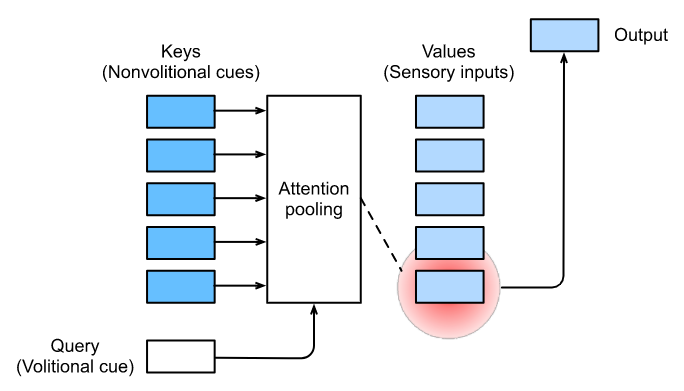 Output
Keys
(Nonvolitional cues)
Values
(Sensory inputs)
Attention
pooling
Query
(Volitional cue)